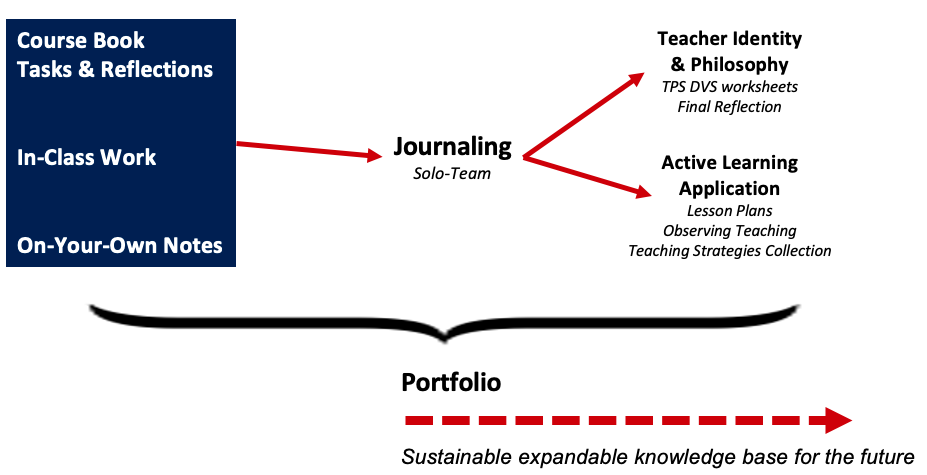 Course Book
Tasks & Reflections
In-Class Work
On-Your-Own Notes
Journaling
Solo-Team
Teacher Identity
& Philosophy
TPS DVS worksheets
Final Reflection
Active Learning
Application
Lesson Plans
Observing Teaching
Teaching Strategies Collection
Portfolio
Sustainable expandable knowledge base for the future